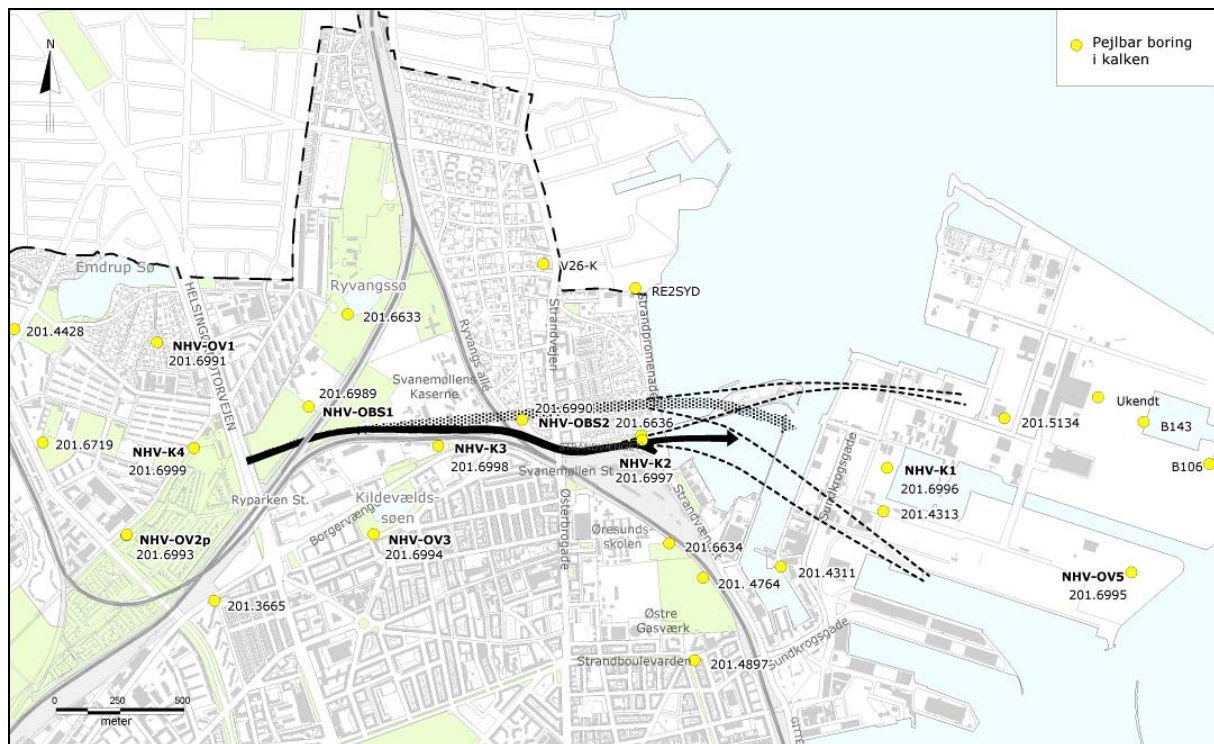 Pejlbar boring
i kalken
N
Emdrup Sø
HELSINGØRMOTORVEJEN
Ryvangssø
V26-K
RE2SYD
Strandvejen
Strandpromenaden
201.6633
201.4428
NHV-OV1
201.6991
Ryvangs allé
Svanemøllens
Kaserne
201.6989
NHV-OBS1
201.6990
NHV-OBS2
201.6636
Ukendt
201.5134
B143
201.6719
NHV-K4
201.6999
NHV-K3
201.6998
STRANDVÆNGET
NHV-K2
201.6997
Svanemøllen St.
B106
NHV-K1
201.6996
Sundkrogsgade
Ryparken St.
Kildevælds-
søen
Borgervænget
Østerbrogade
Strandvænget
201.4313
NHV-OV2p
201.6993
NHV-OV3
201.6994
Øresunds-
skolen
201.6634
201. 4764
201.4311
NHV-OV5
201.6995
201.3665
Østre
Gasværk
Sundkrogsgade
Strandboulevarden
201.4897
0 250 500
meter